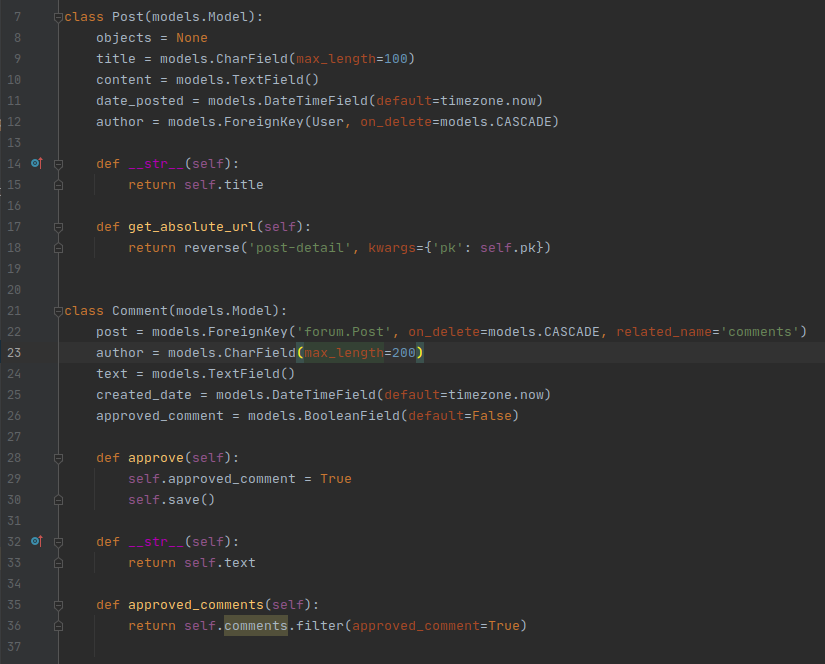 7 class Post(models.Model):
8     objects = None
9     title = models.CharField(max_length=100)
10     content = models.TextField()
11     date_posted = models.DateTimeField(default=timezone.now)
12     author = models.ForeignKey(User, on_delete=models.CASCADE)
13
14     def __str__(self):
15         return self.title
16
17     def get_absolute_url(self):
18         return reverse('post-detail', kwargs={'pk': self.pk})
19
20
21 class Comment(models.Model):
22     post = models.ForeignKey('forum.Post', on_delete=models.CASCADE, related_name='comments')
23     author = models.CharField(max_length=200)
24     text = models.TextField()
25     created_date = models.DateTimeField(default=timezone.now)
26     approved_comment = models.BooleanField(default=False)
27
28     def approve(self):
29         self.approved_comment = True
30         self.save()
31
32     def __str__(self):
33         return self.text
34
35     def approved_comments(self):
36         return self.comments.filter(approved_comment=True)
37